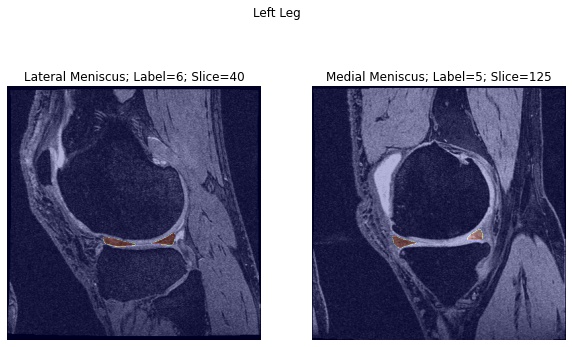 Left Leg
Lateral Meniscus; Label=6; Slice=40
Medial Meniscus; Label=5; Slice=125